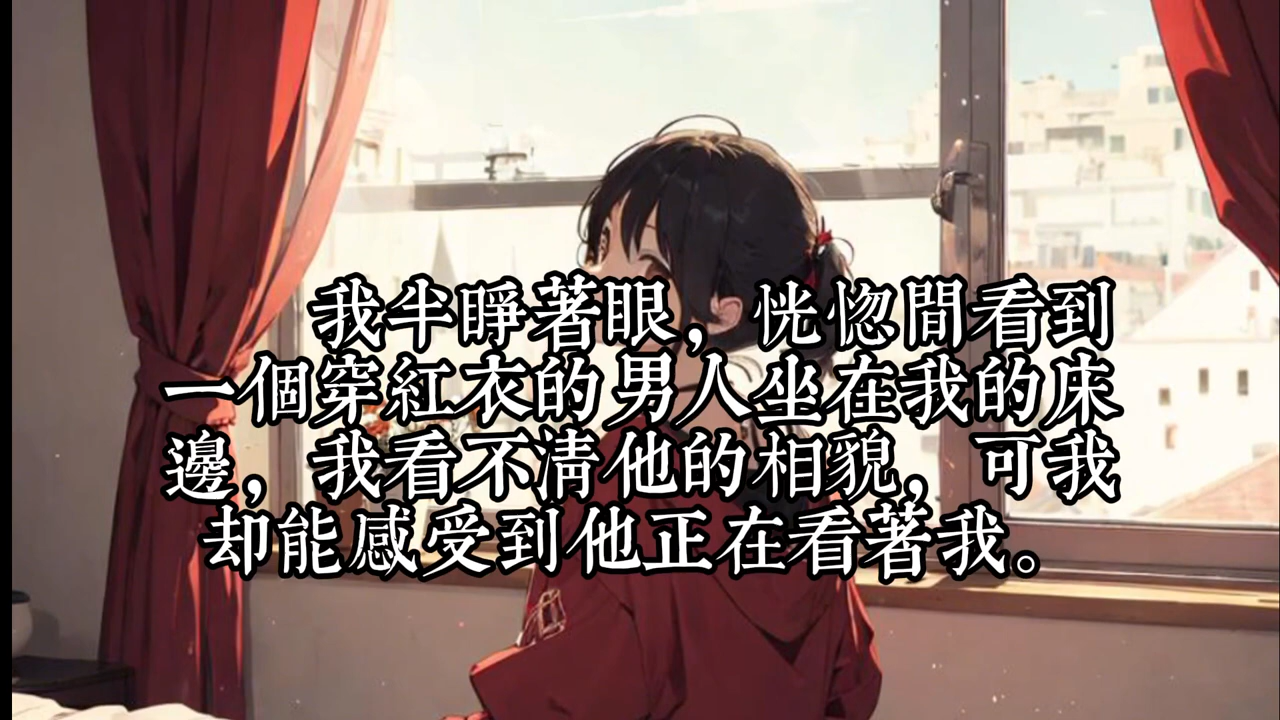 我半睜著眼，恍惚間看到
一個穿紅衣的男人坐在我的床
邊，我看不清他的相貌，可我
却能感受到他正在看著我。